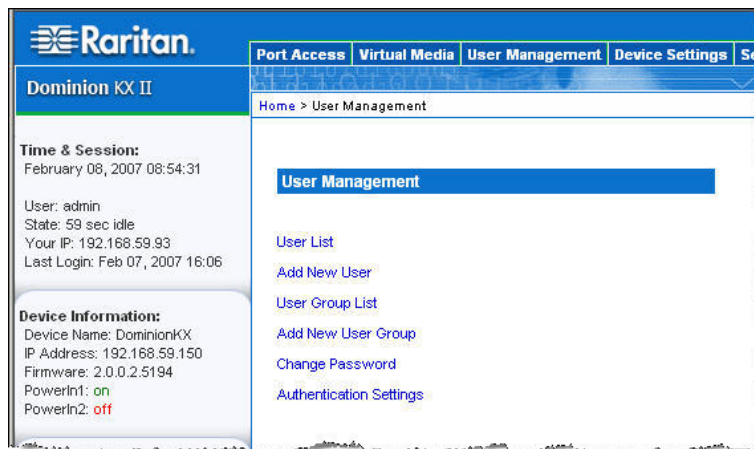 Raritan.
Port Access
Virtual Media
User Management
Device Settings
Dominion KX II
Home > User Management
Time & Session:
February 08, 2007 08:54:31
User: admin
State: 59 sec idle
Your IP: 192.168.59.93
Last Login: Feb 07, 2007 16:06
Device Information:
Device Name: DominionKX
IP Address: 192.168.59.150
Firmware: 2.0.0.2.5194
PowerIn1: on
PowerIn2: off
User Management
User List
Add New User
User Group List
Add New User Group
Change Password
Authentication Settings